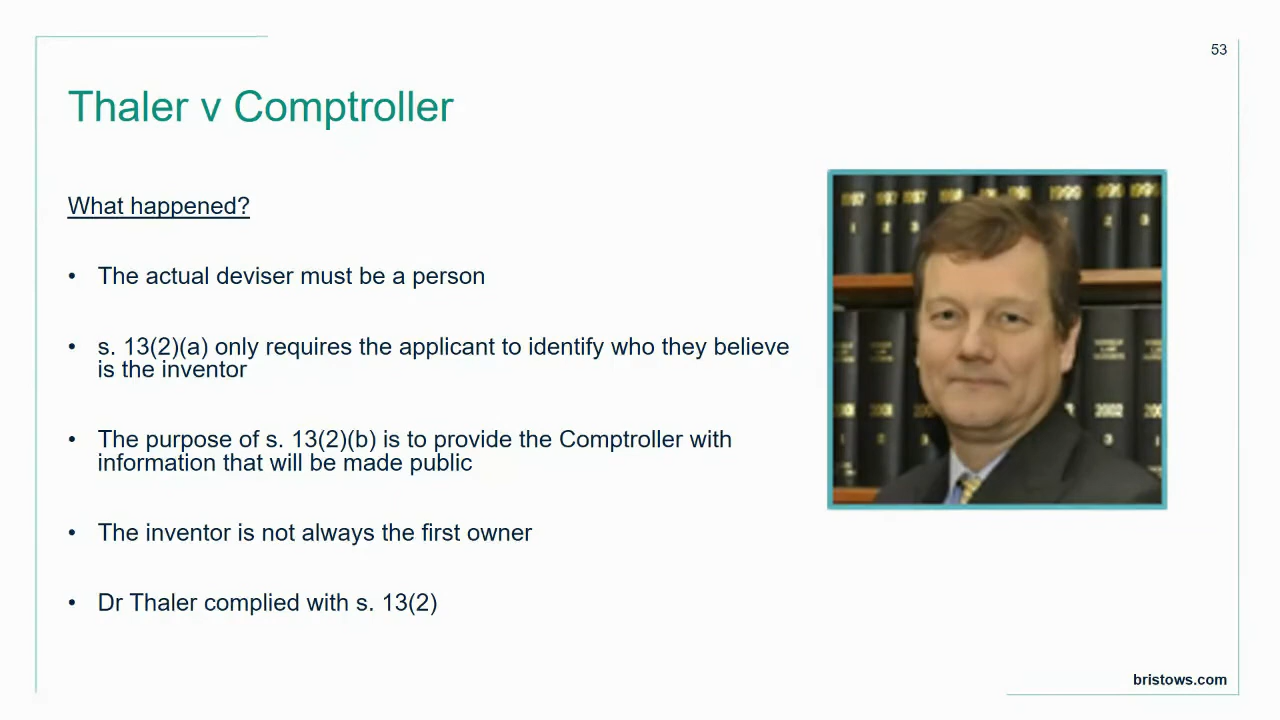 53
Thaler v Comptroller
What happened?
• The actual deviser must be a person
• s. 13(2)(a) only requires the applicant to identify who they believe
is the inventor
• The purpose of s. 13(2)(b) is to provide the Comptroller with
information that will be made public
• The inventor is not always the first owner
• Dr Thaler complied with s. 13(2)
bristows.com